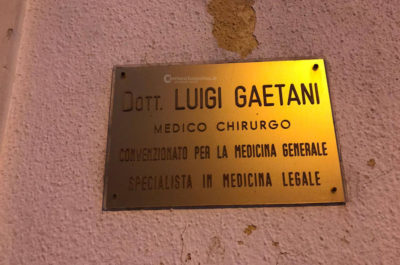 Dott. LUIGI GAETANI
MEDICO CHIRURGO
CONVENZIONATO PER LA MEDICINA GENERALE
SPECIALISTA IN MEDICINA LEGALE